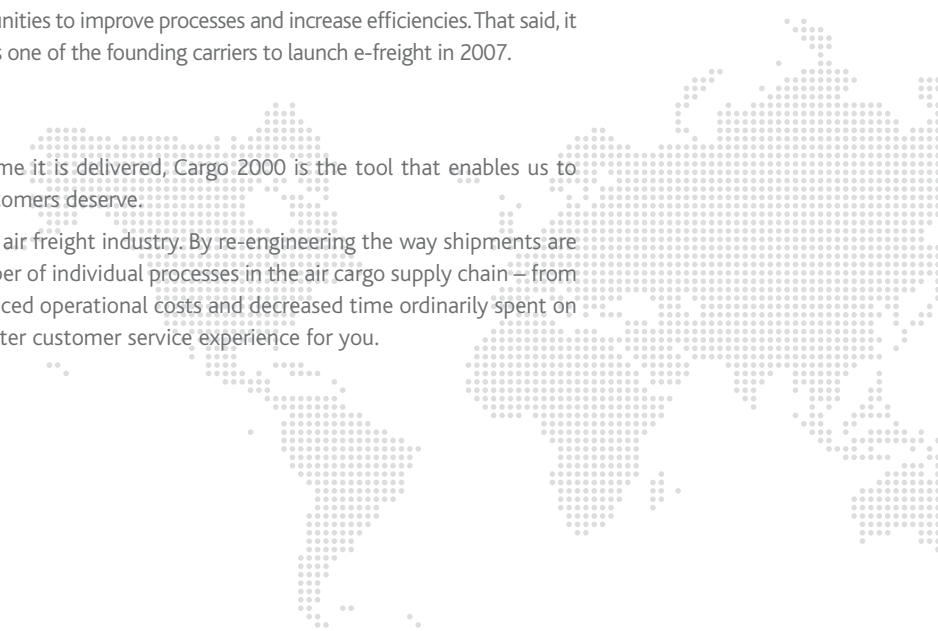 unities to improve processes and increase efficiencies. That said, it
s one of the founding carriers to launch e-freight in 2007.
me it is delivered, Cargo 2000 is the tool that enables us to
omers deserve.
air freight industry. By re-engineering the way shipments are
er of individual processes in the air cargo supply chain – from
ced operational costs and decreased time ordinarily spent on
ter customer service experience for you.